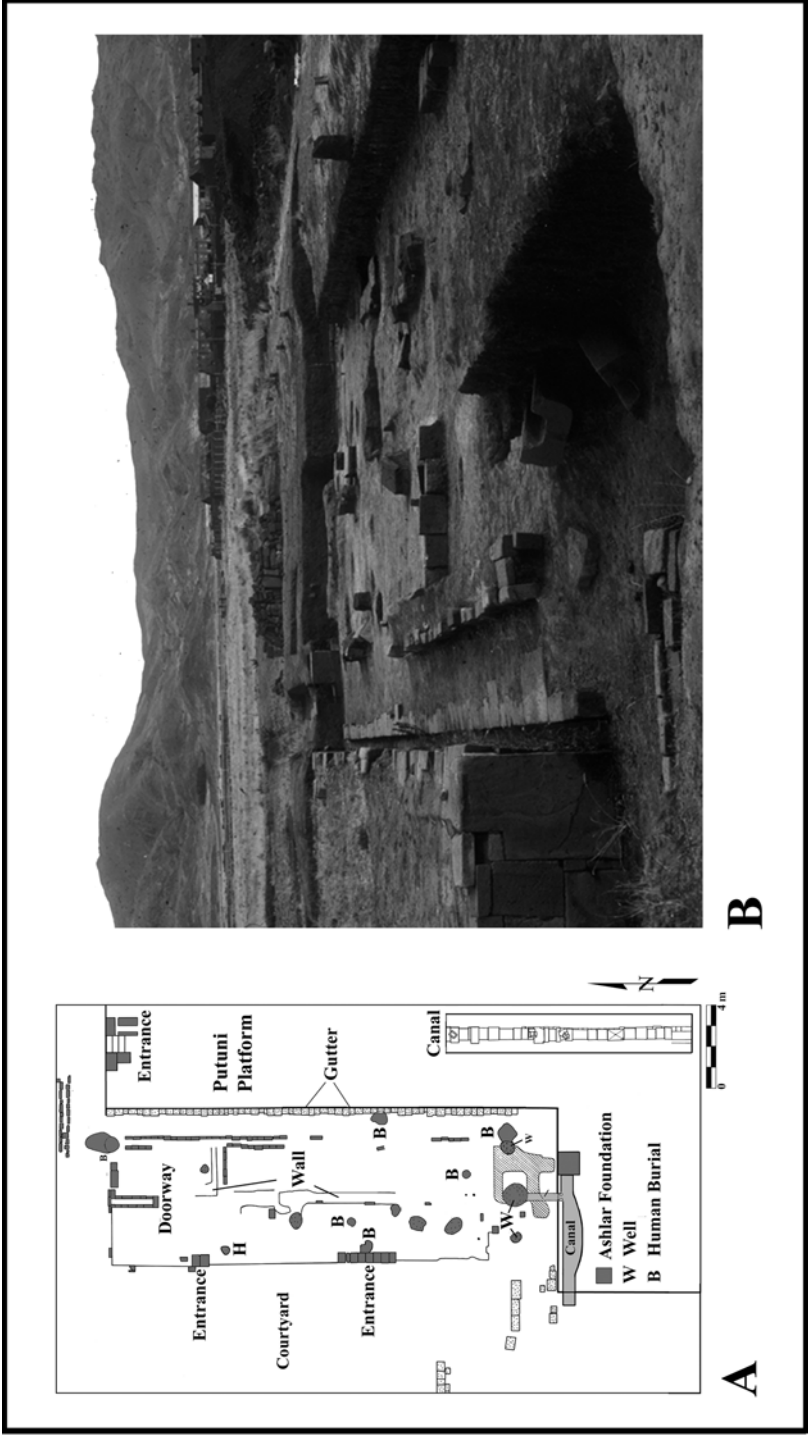 B
Entrance
Doorway
Entrance
Putuni
Platform
H
Courtyard
Wall
Gutter
B
Entrance
B
B
Canal
B
B
W
W
Canal
Ashlar Foundation
W Well
B Human Burial
N
0 4 m
A
B